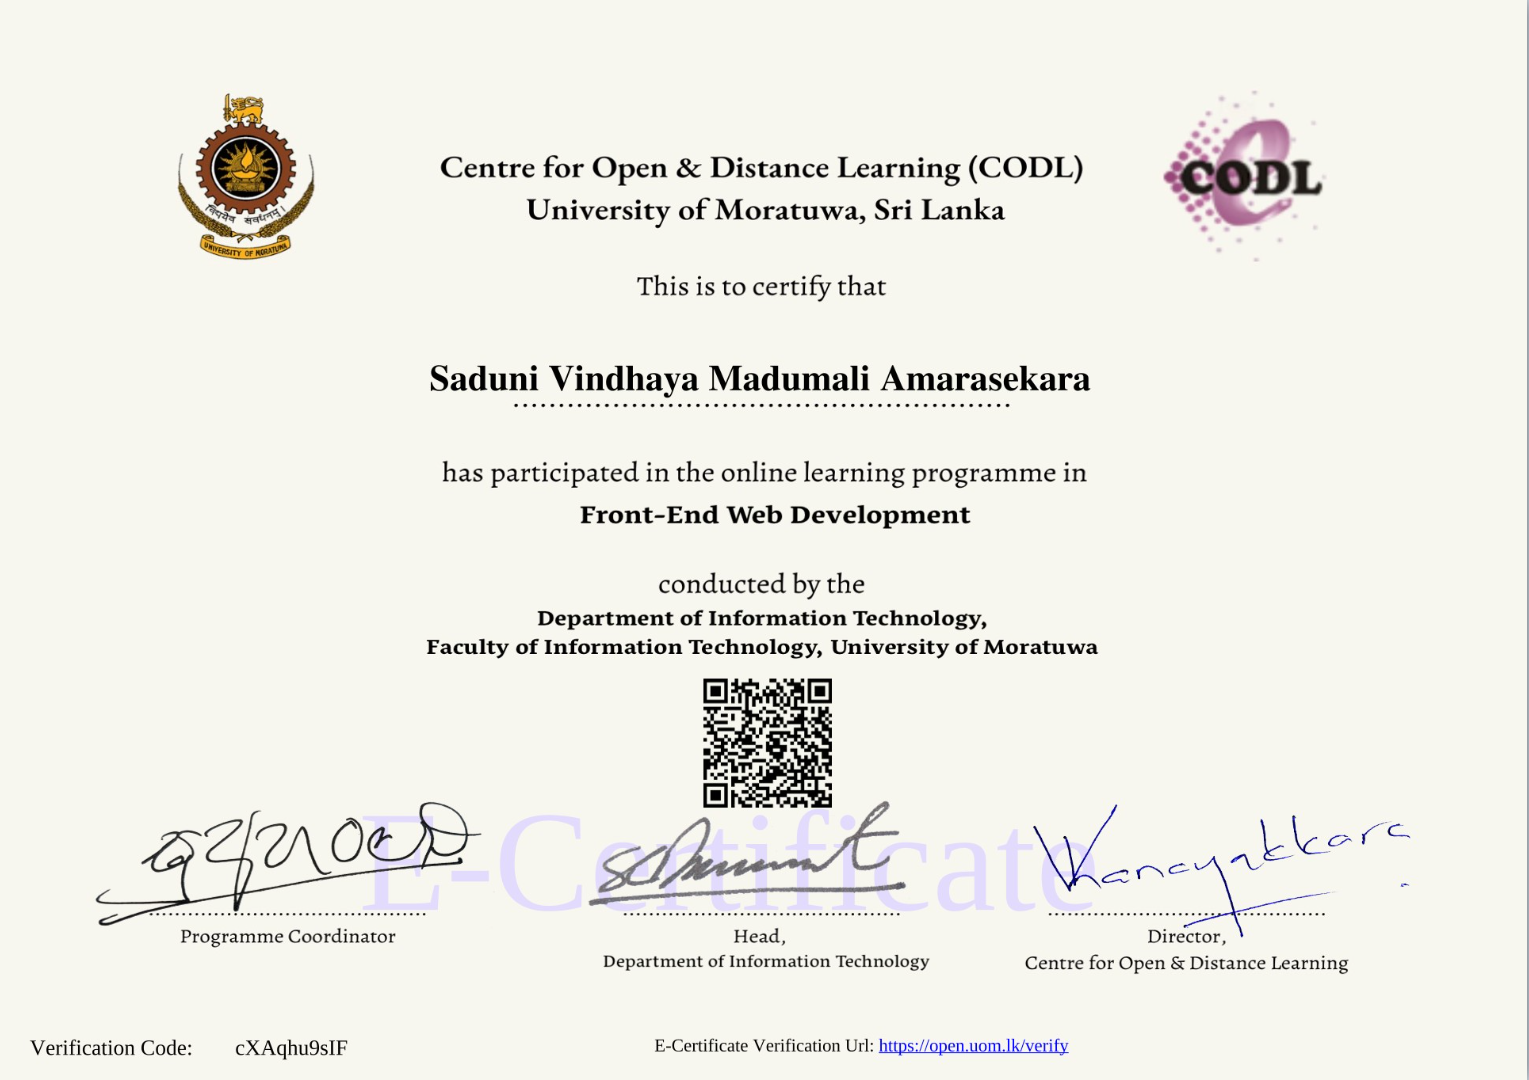 विद्ययैव सर्वधनम्।
UNIVERSITY OF MORATUWA
Centre for Open & Distance Learning (CODL)
University of Moratuwa, Sri Lanka
e
CODL
This is to certify that
Saduni Vindhaya Madumali Amarasekara
has participated in the online learning programme in
Front-End Web Development
conducted by the
Department of Information Technology,
Faculty of Information Technology, University of Moratuwa
E-Certificate
Programme Coordinator
Head,
Department of Information Technology
Director,
Centre for Open & Distance Learning
Verification Code: cXAqhu9sIF
E-Certificate Verification Url: https://open.uom.lk/verify